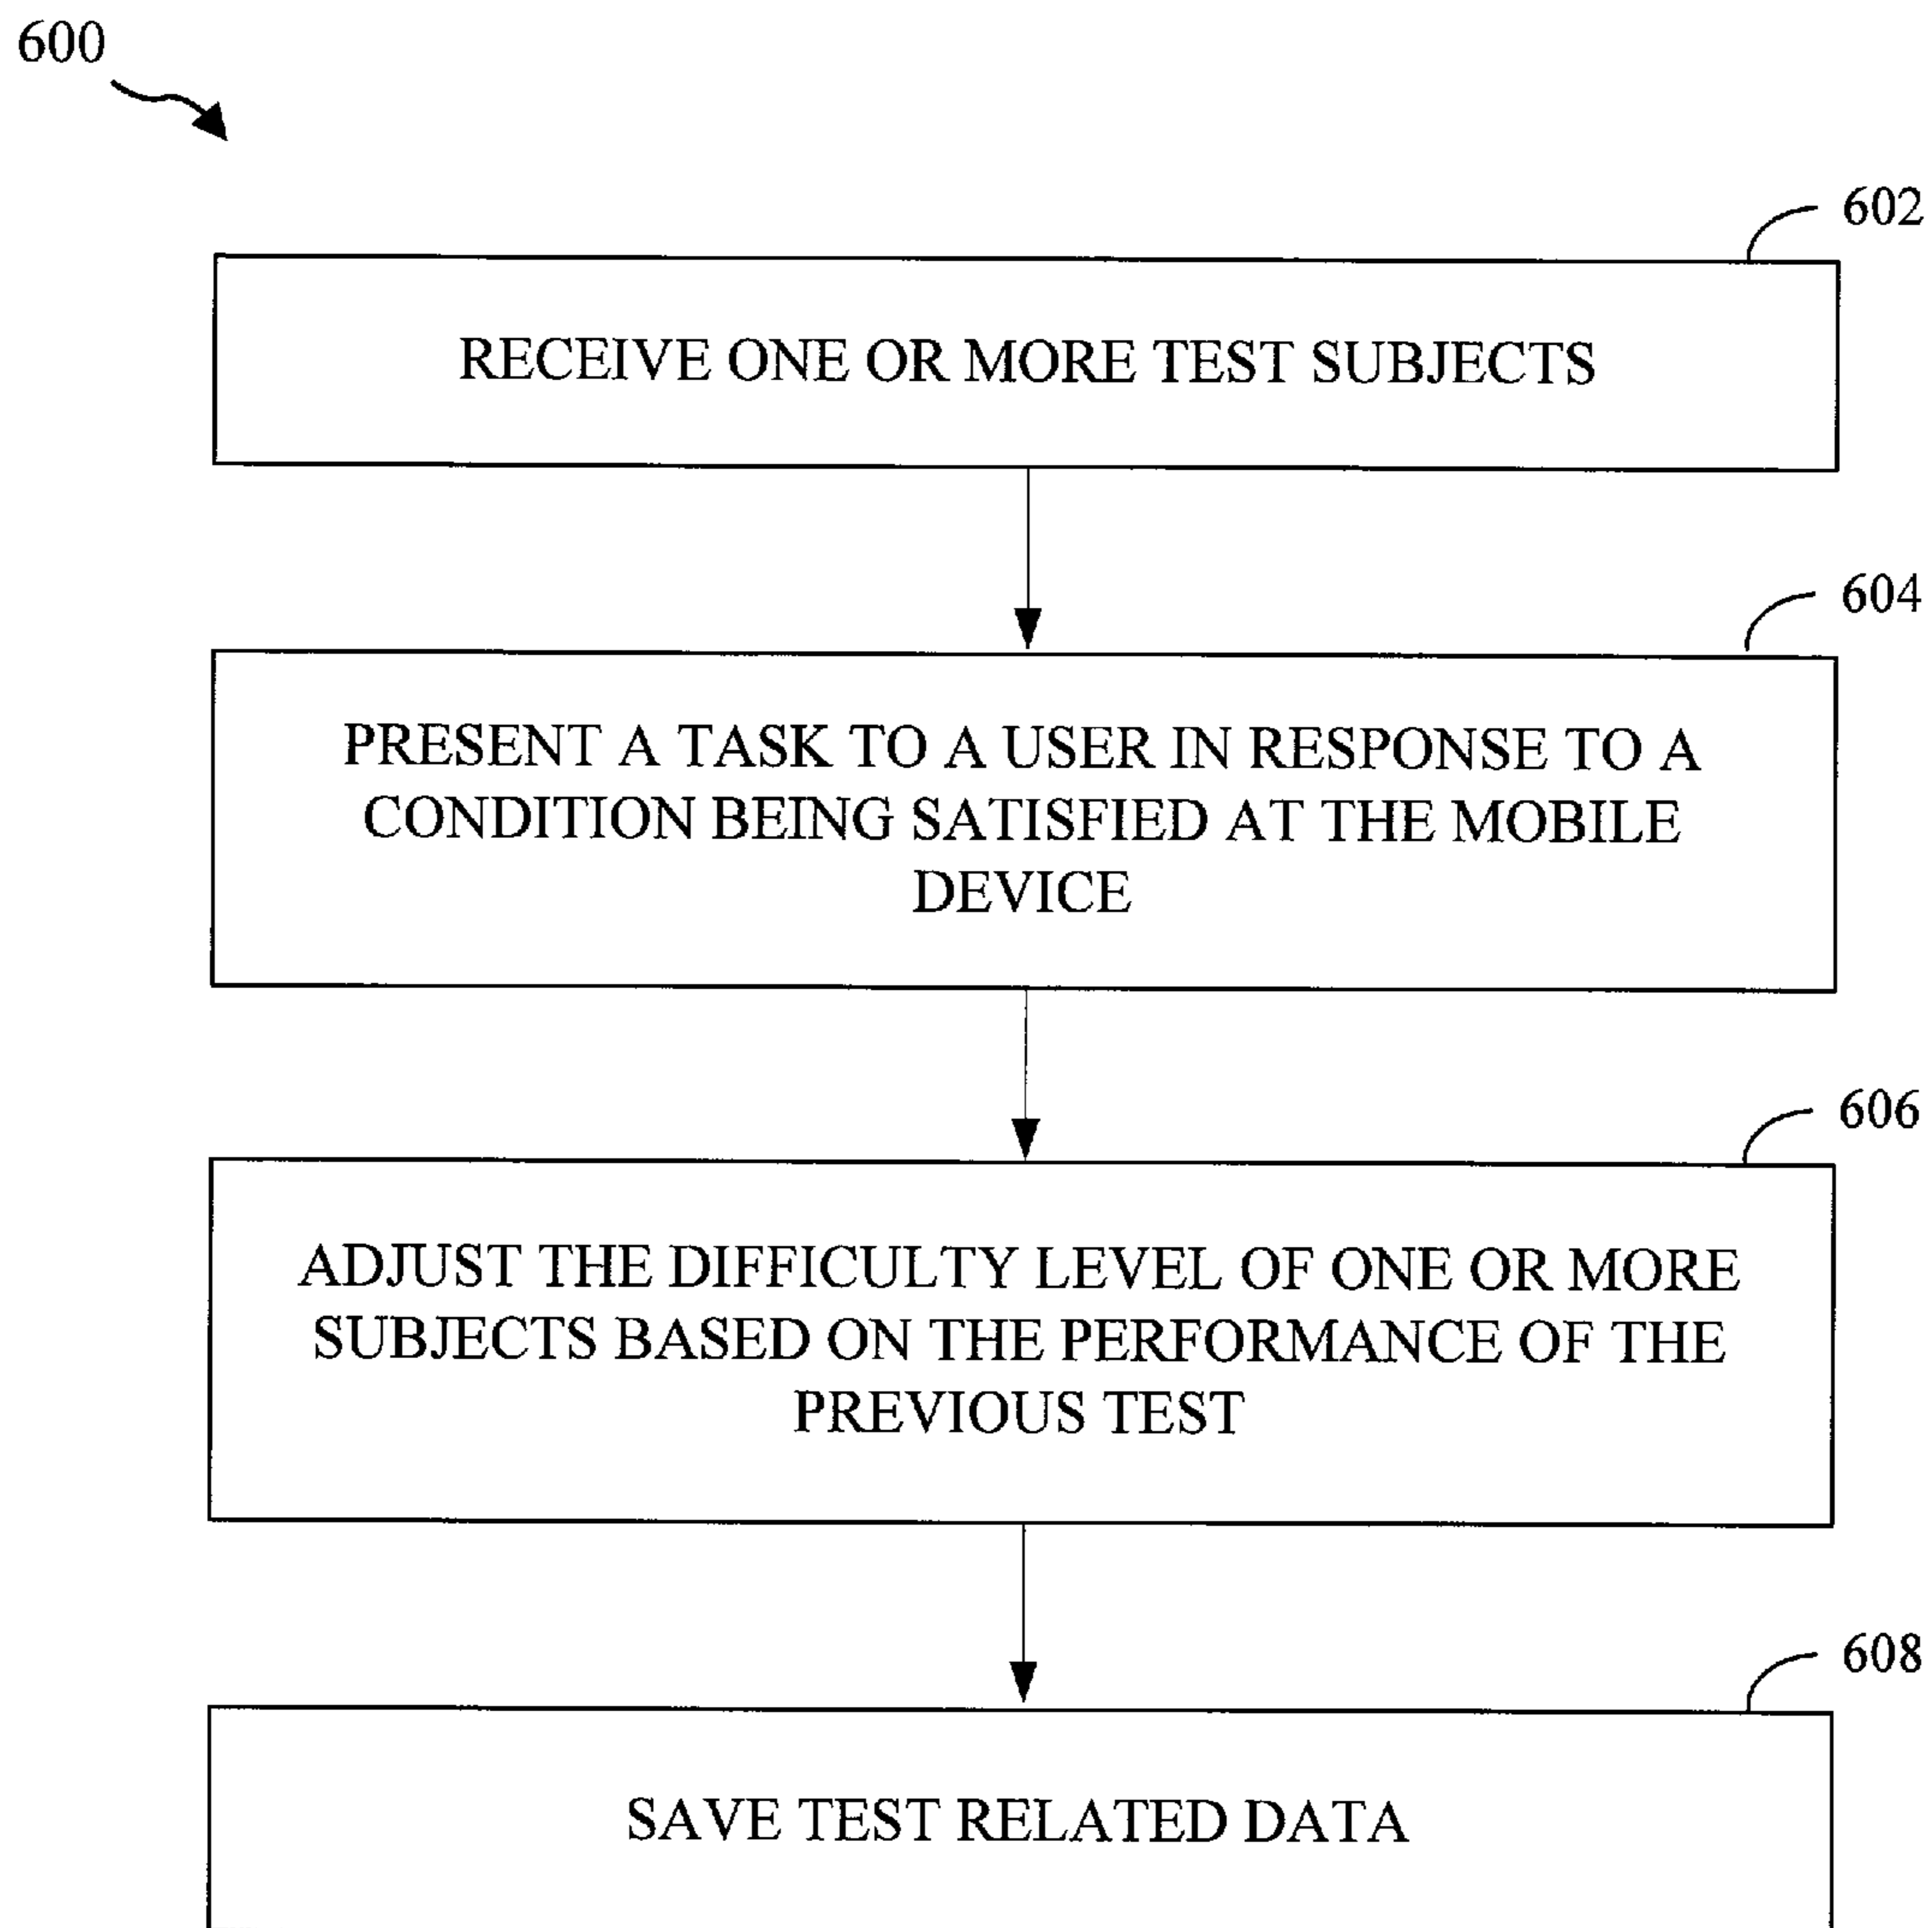 600
602
RECEIVE ONE OR MORE TEST SUBJECTS
604
PRESENT A TASK TO A USER IN RESPONSE TO A
CONDITION BEING SATISFIED AT THE MOBILE
DEVICE
606
ADJUST THE DIFFICULTY LEVEL OF ONE OR MORE
SUBJECTS BASED ON THE PERFORMANCE OF THE
PREVIOUS TEST
608
SAVE TEST RELATED DATA